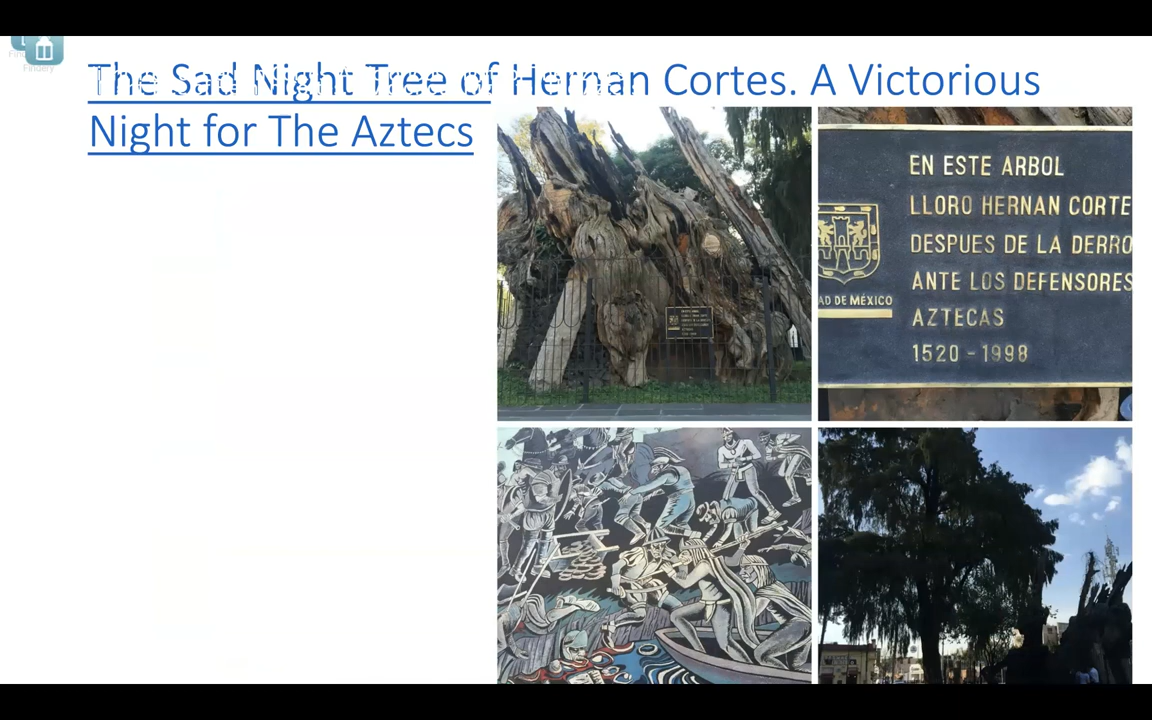 The Sad Night Tree of Hernan Cortes. A Victorious
Night for The Aztecs
Findery
EN ESTE ARBOL
LLORO HERNAN CORTE
DESPUES DE LA DERRO
ANTE LOS DEFENSORES
AZTECAS
1520 - 1998
AD DE MÉXICO